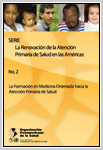 SERIE
La Renovación de la Atención
Primaria de Salud en las Américas
No. 2
La Formación en Medicina Orientada hacia la
Atención Primaria de Salud
Organización
Panamericana
de la Salud